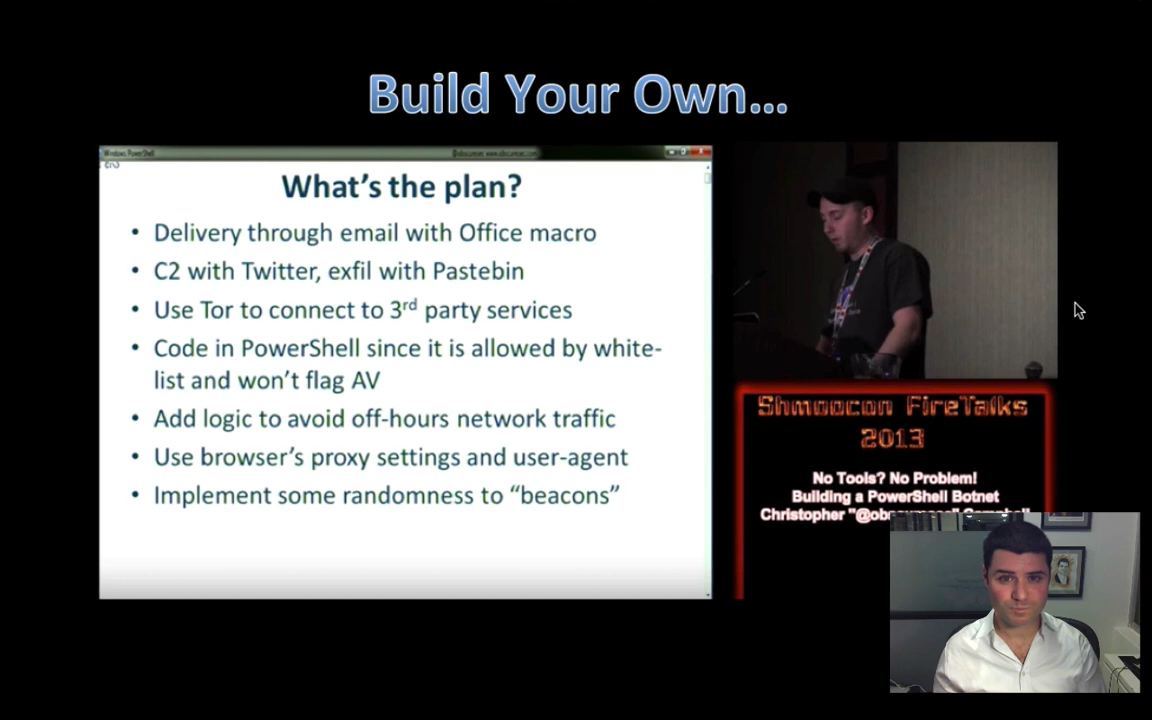 Build Your Own...
Windows PowerShell
What's the plan?
• Delivery through email with Office macro
• C2 with Twitter, exfil with Pastebin
• Use Tor to connect to 3rd party services
• Code in PowerShell since it is allowed by white-
list and won't flag AV
• Add logic to avoid off-hours network traffic
• Use browser's proxy settings and user-agent
• Implement some randomness to "beacons"
Shmoocon FireTalks
2013
No Tools? No Problem!
Building a PowerShell Botnet
Christopher